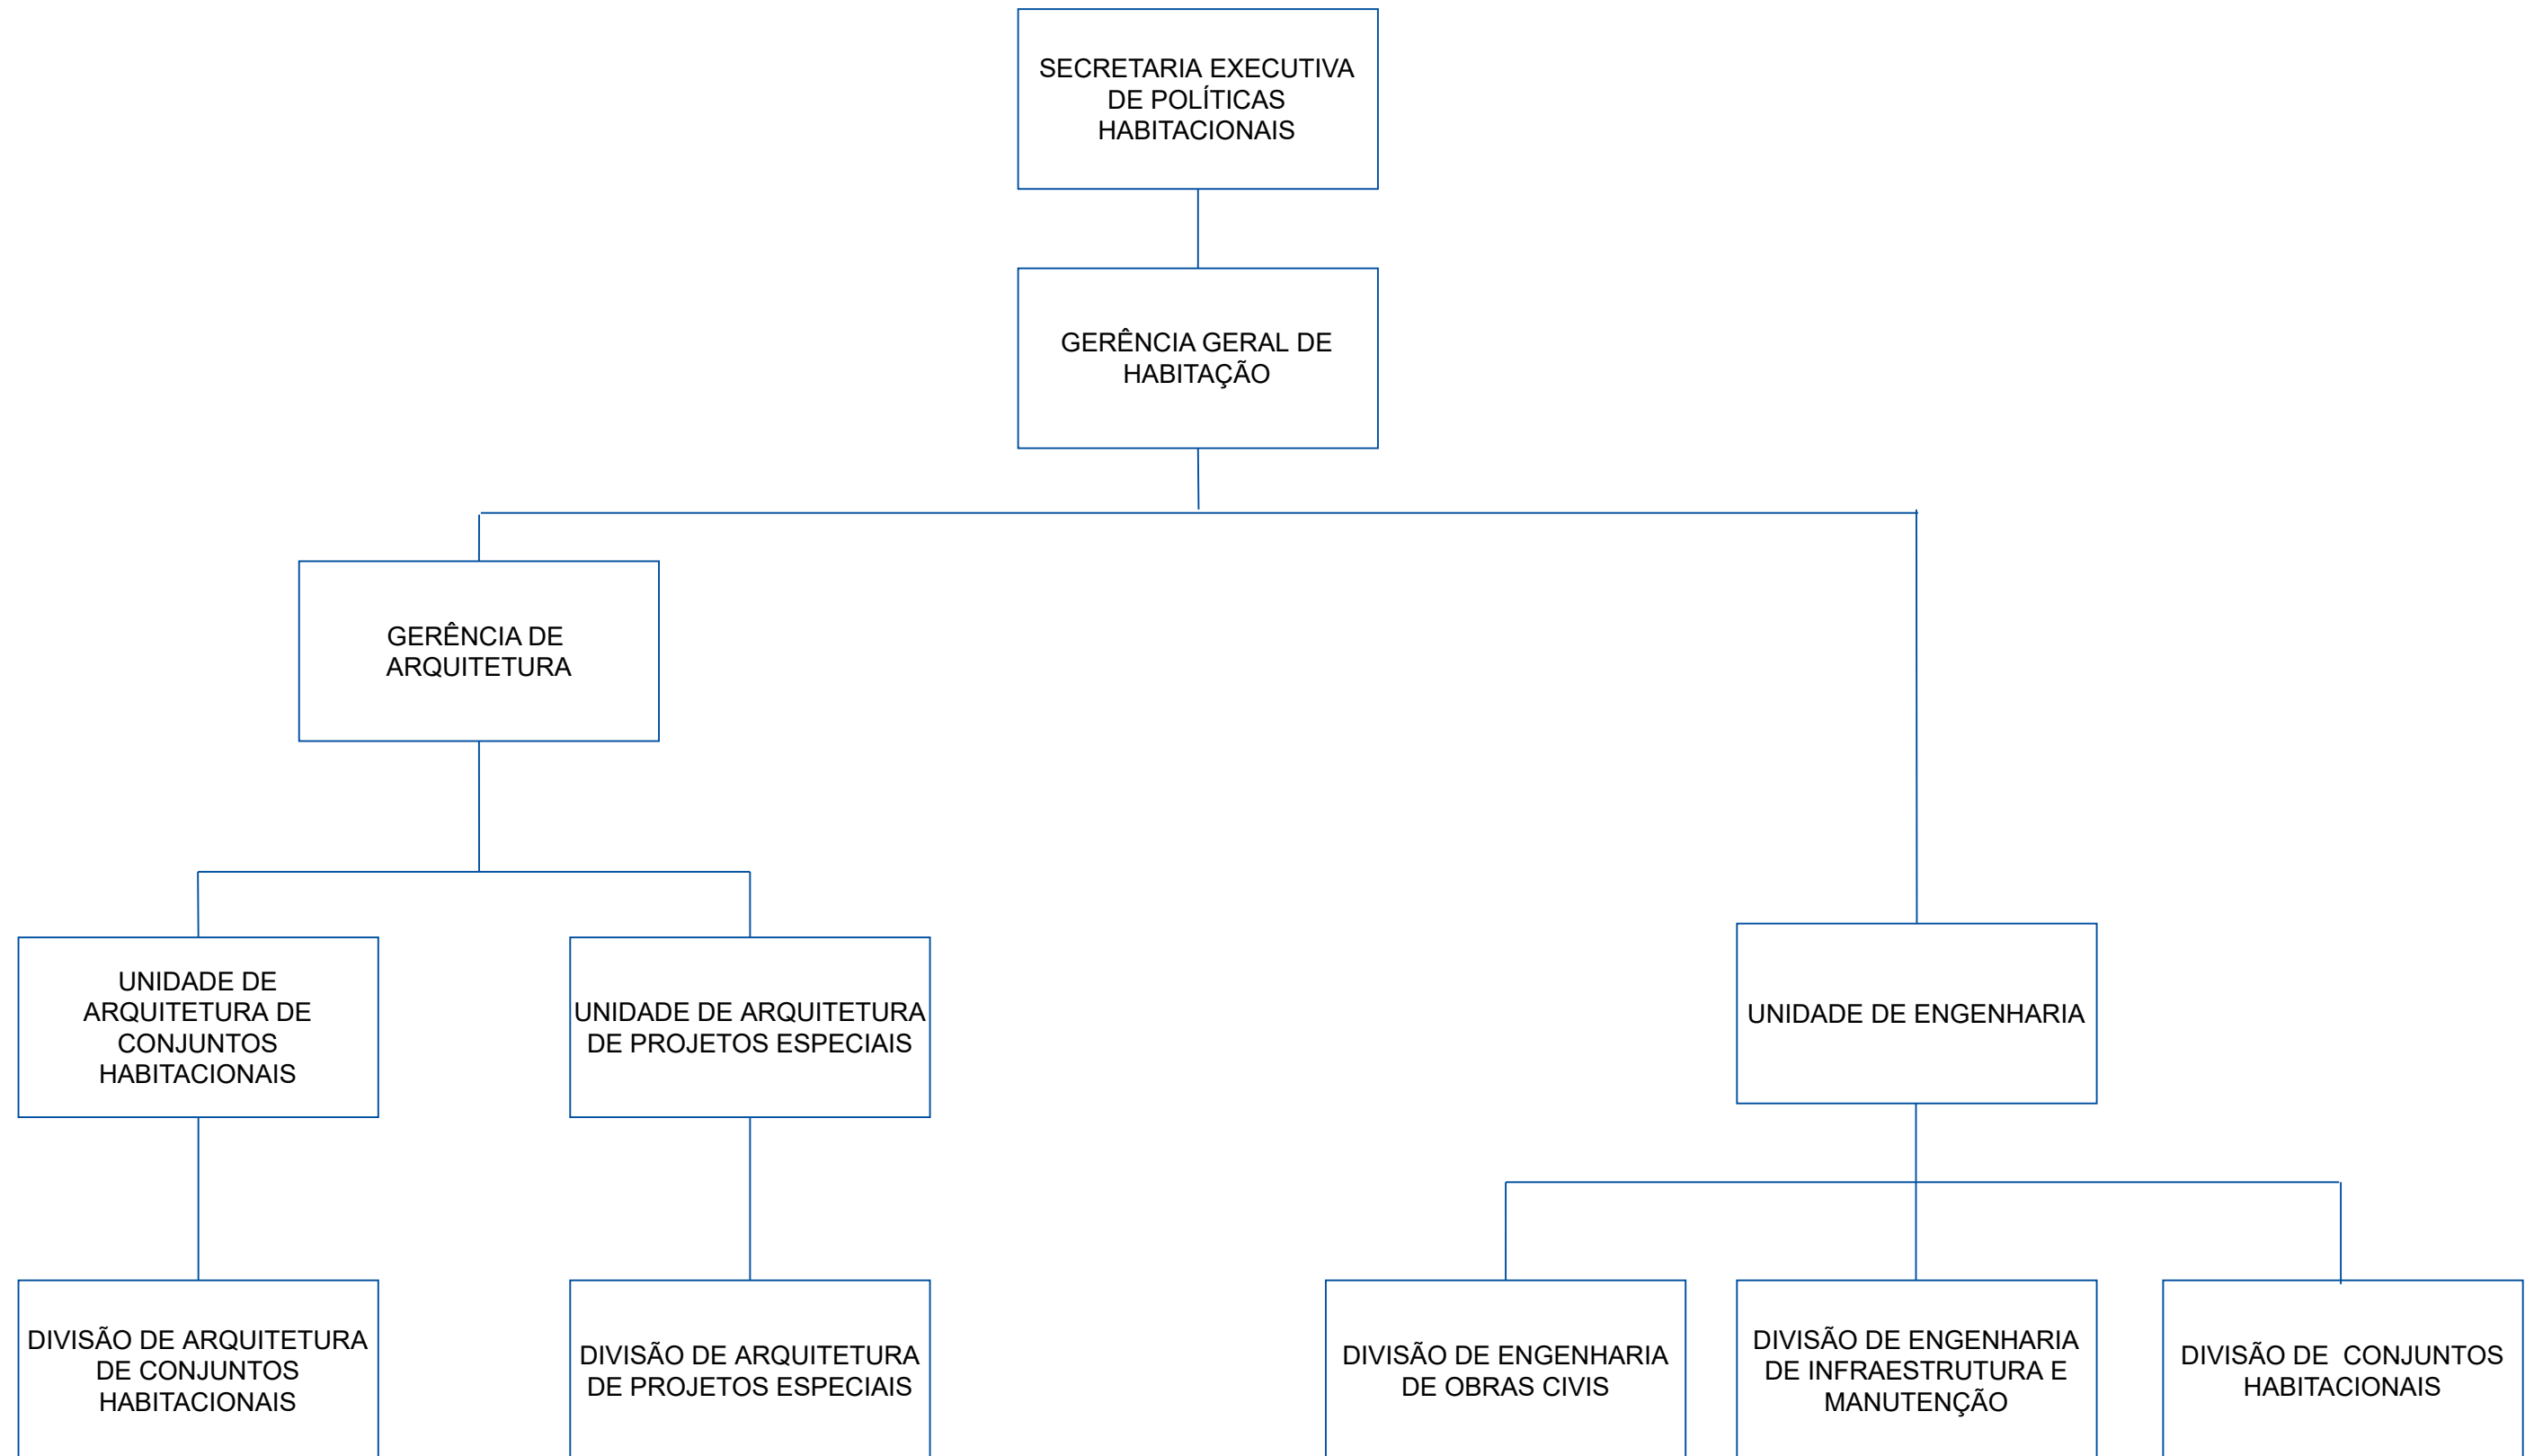 SECRETARIA EXECUTIVA
DE POLÍTICAS
HABITACIONAIS
GERÊNCIA GERAL DE
HABITAÇÃO
GERÊNCIA DE
ARQUITETURA
UNIDADE DE
ARQUITETURA DE
CONJUNTOS
HABITACIONAIS
UNIDADE DE ARQUITETURA
DE PROJETOS ESPECIAIS
UNIDADE DE ENGENHARIA
DIVISÃO DE ARQUITETURA
DE CONJUNTOS
HABITACIONAIS
DIVISÃO DE ARQUITETURA
DE PROJETOS ESPECIAIS
DIVISÃO DE ENGENHARIA
DE OBRAS CIVIS
DIVISÃO DE ENGENHARIA
DE INFRAESTRUTURA E
MANUTENÇÃO
DIVISÃO DE  CONJUNTOS
HABITACIONAIS